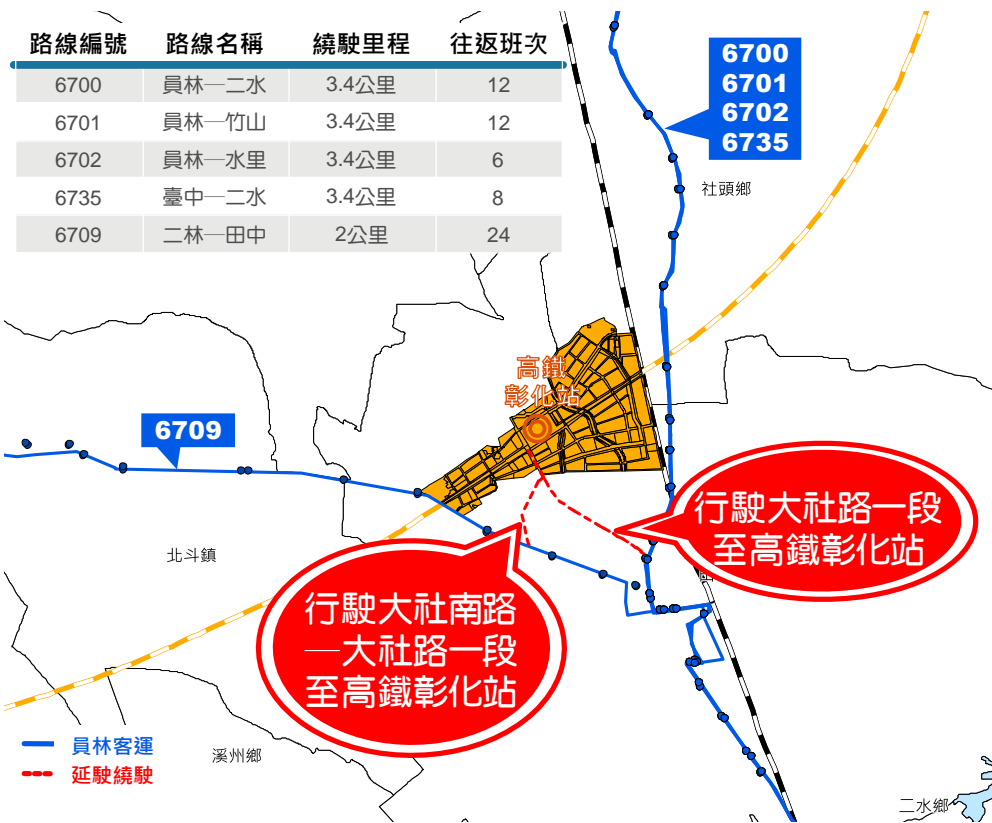 路線編號 路線名稱 繞駛里程 往返班次
6700 員林─二水 3.4公里 12
6701 員林─竹山 3.4公里 12
6702 員林─水里 3.4公里 6
6735 臺中─二水 3.4公里 8
6709 二林─田中 2公里 24
6700
6701
6702
6735
社頭鄉
高鐵
彰化站
6709
行駛大社路一段
至高鐵彰化站
北斗鎮
行駛大社南路
─大社路一段
至高鐵彰化站
員林客運
延駛繞駛
溪州鄉
二水鄉